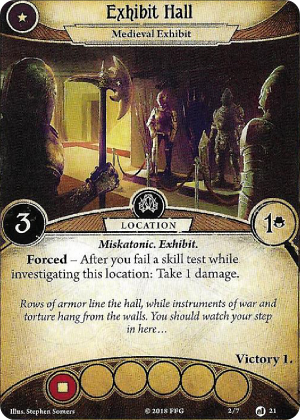 Exhibit Hall
Medieval Exhibit
3
LOCATION
1
Miskatonic. Exhibit.
Forced – After you fail a skill test while
investigating this location: Take 1 damage.
Rows of armor line the hall, while instruments of war and
torture hang from the walls. You should watch your step
in here…
Victory 1.
Illus. Stephen Somers
© 2018 FFG
2/7
21